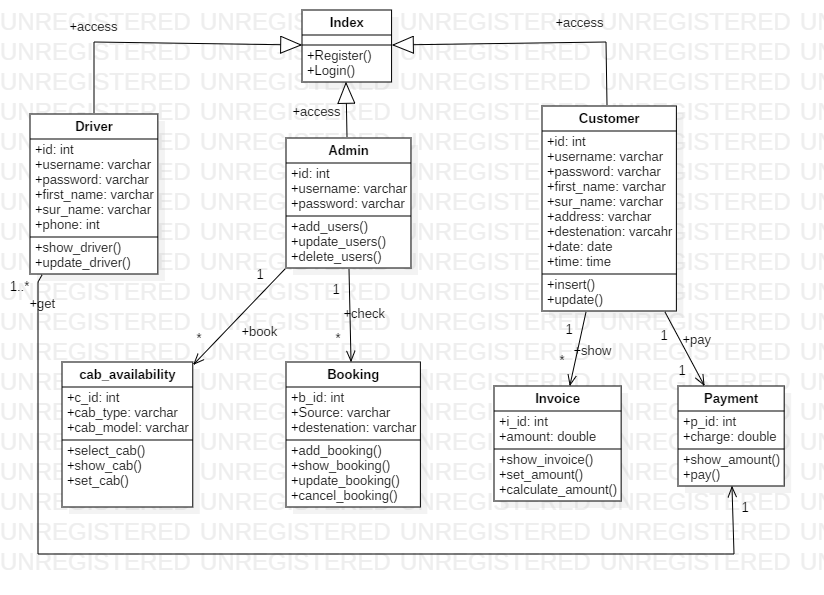 Index
+Register()
+Login()
+access
+access
+access
Driver
+id: int
+username: varchar
+password: varchar
+first_name: varchar
+sur_name: varchar
+phone: int
+show_driver()
+update_driver()
Admin
+id: int
+username: varchar
+password: varchar
+add_users()
+update_users()
+delete_users()
Customer
+id: int
+username: varchar
+password: varchar
+first_name: varchar
+sur_name: varchar
+address: varchar
+destenation: varcahr
+date: date
+time: time
+insert()
+update()
1..*
+get
1
+book
*
1
+check
*
1
+show
*
1
+pay
1
cab_availability
+c_id: int
+cab_type: varchar
+cab_model: varchar
+select_cab()
+show_cab()
+set_cab()
Booking
+b_id: int
+Source: varchar
+destenation: varchar
+add_booking()
+show_booking()
+update_booking()
+cancel_booking()
Invoice
+i_id: int
+amount: double
+show_invoice()
+set_amount()
+calculate_amount()
Payment
+p_id: int
+charge: double
+show_amount()
+pay()
1
UNREGISTERED